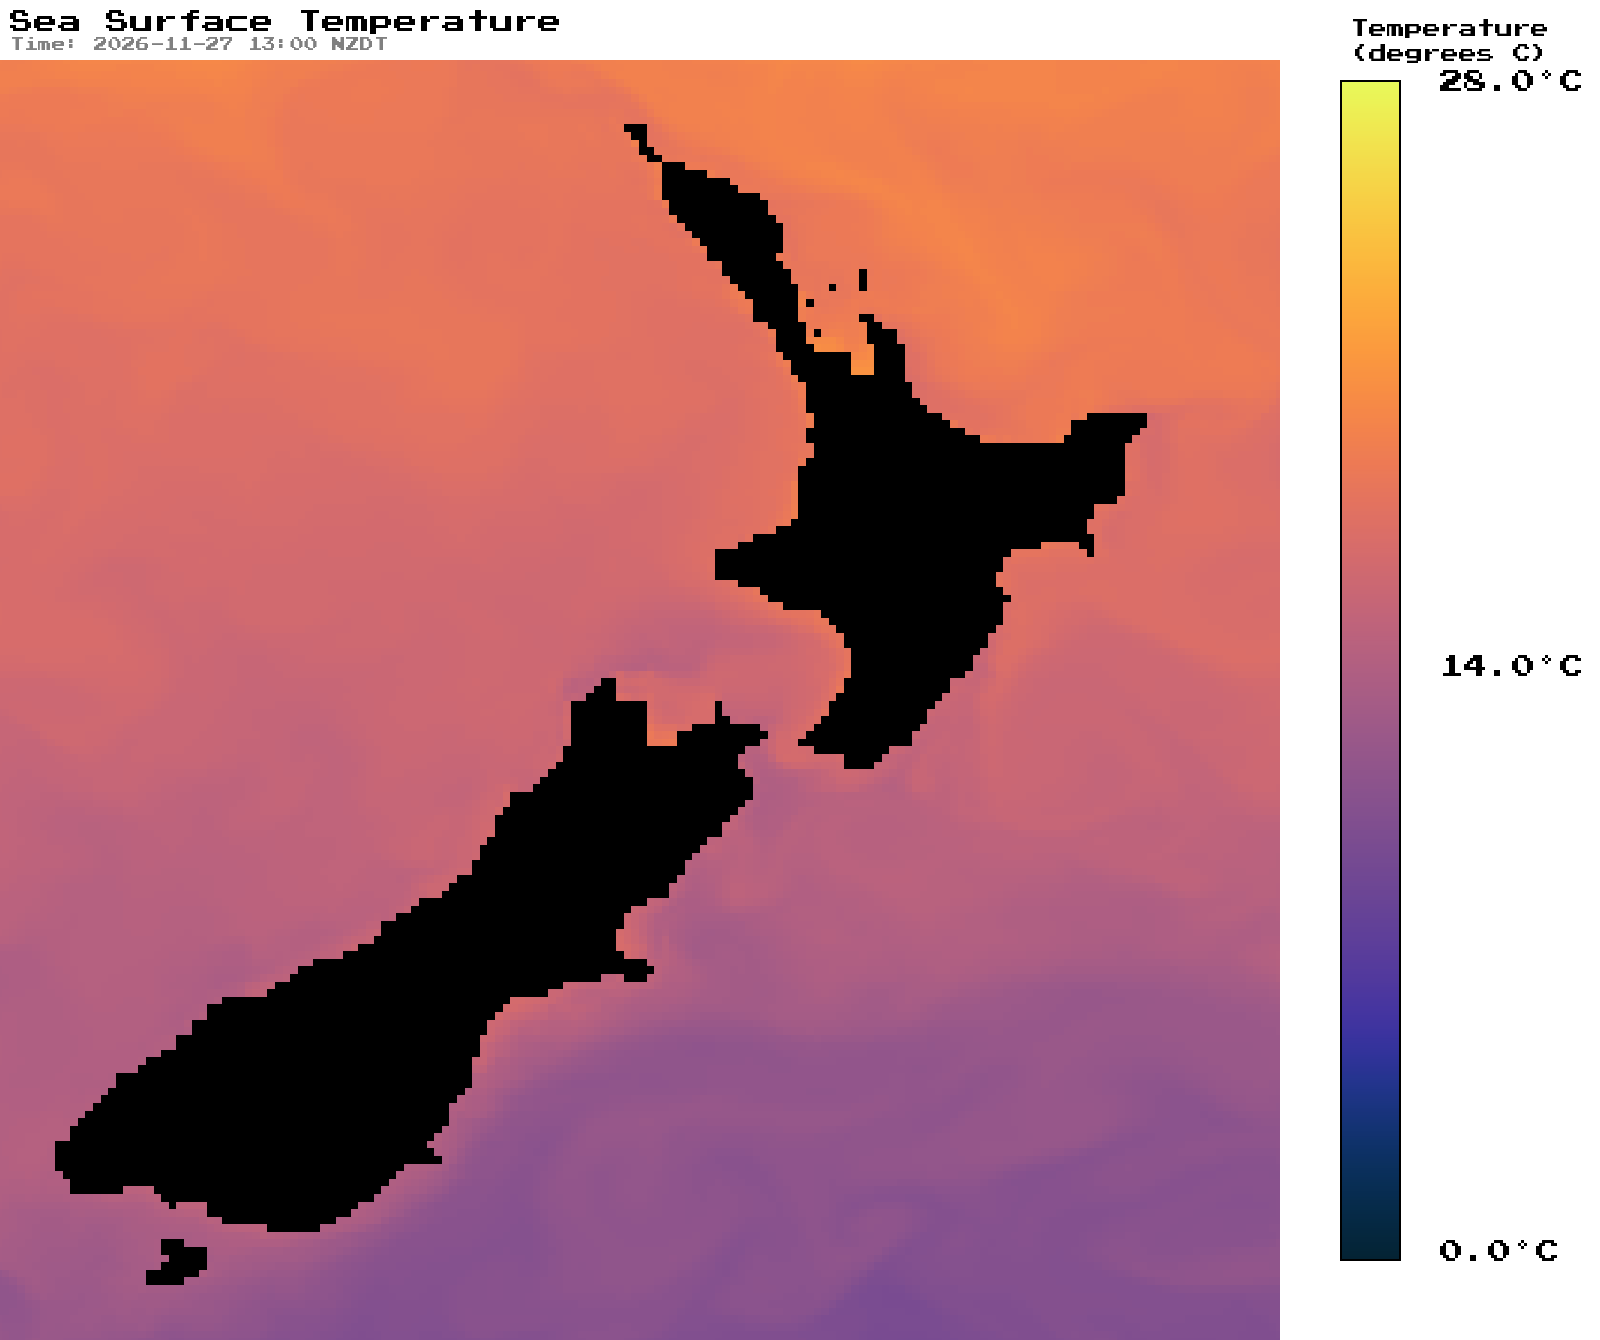 Sea Surface Temperature
Time: 2026-11-27 13:00 NZDT
Temperature
(degrees C)
28.0°C
14.0°C
0.0°C